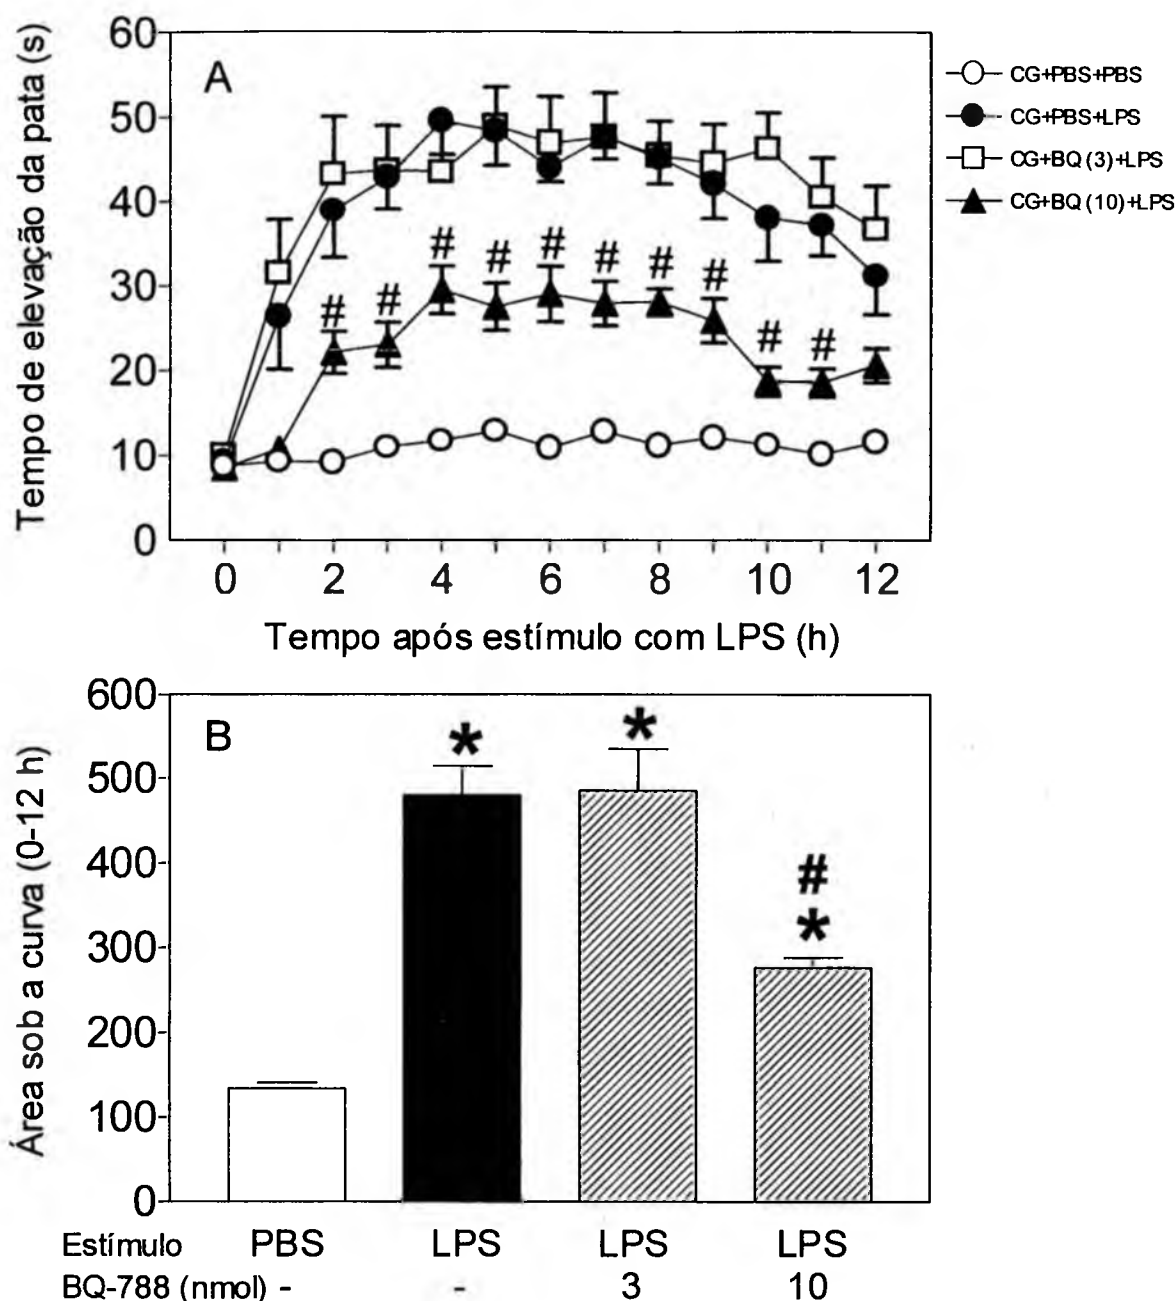 Tempo de elevação da pata (s)
60
50
40
30
20
10
0
A
# # # # # # # # # #
0 2 4 6 8 10 12
Tempo após estímulo com LPS (h)
CG+PBS+PBS
CG+PBS+LPS
CG+BQ (3)+LPS
CG+BQ (10)+LPS
Área sob a curva (0-12 h)
600
500
400
300
200
100
0
B
*
*
#
*
Estímulo PBS LPS LPS LPS
BQ-788 (nmol) - - 3 10